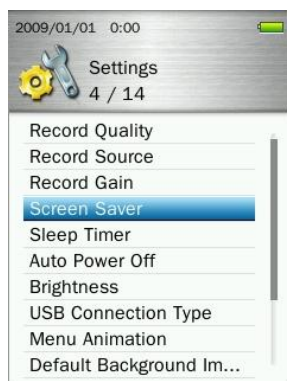 2009/01/01 0:00
Settings
4 / 14
Record Quality
Record Source
Record Gain
Screen Saver
Sleep Timer
Auto Power Off
Brightness
USB Connection Type
Menu Animation
Default Background Im...